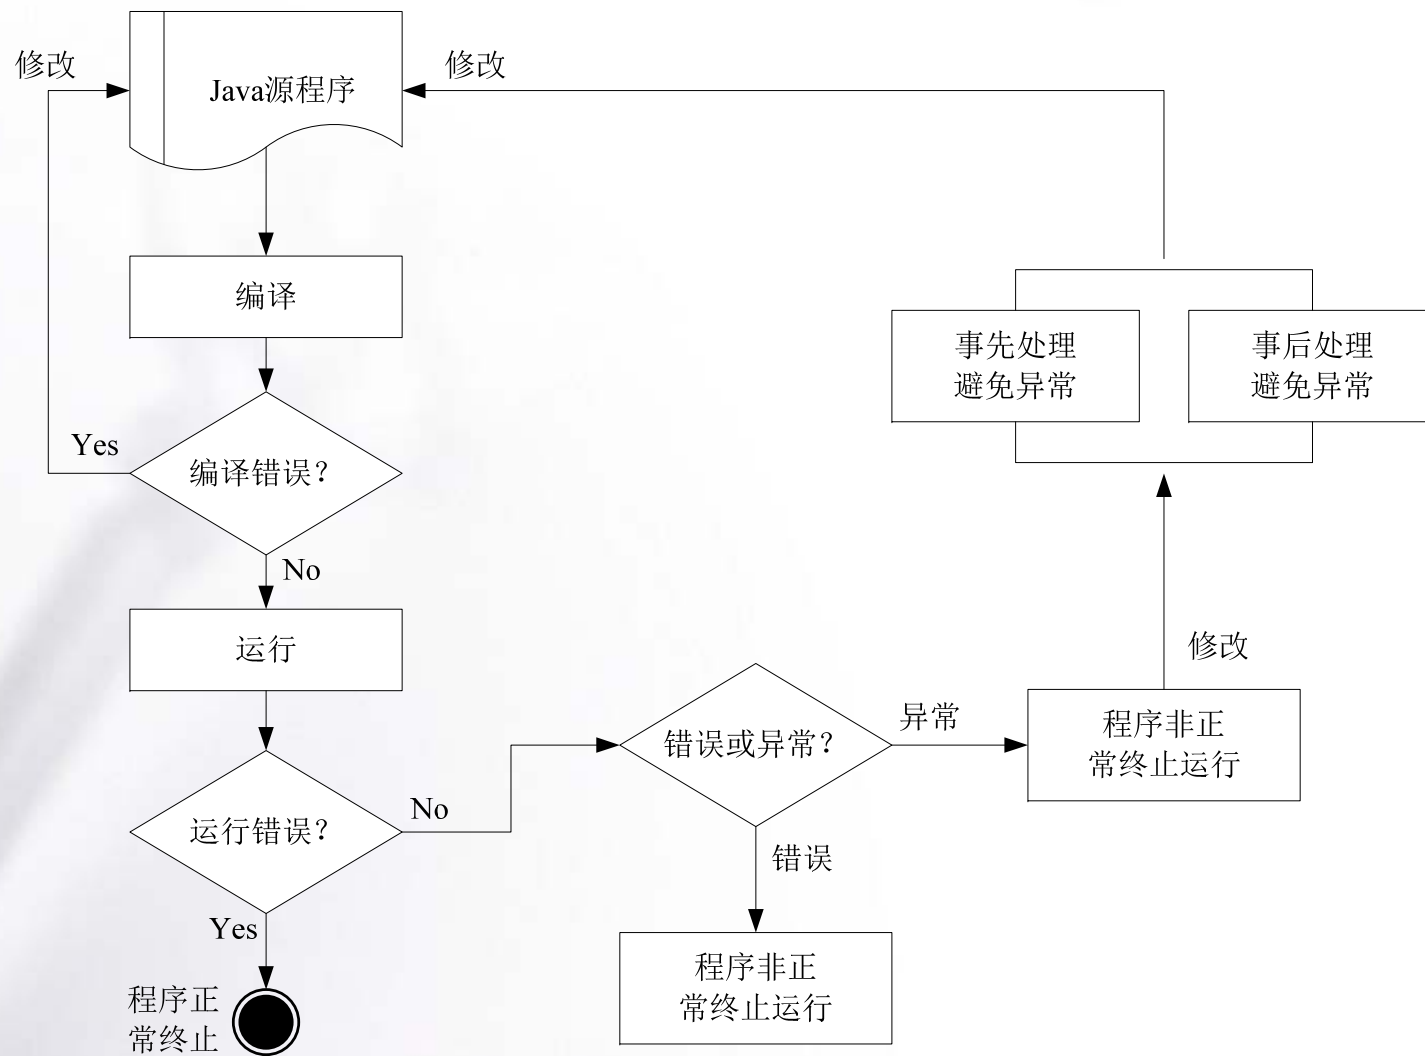 修改
Java源程序
修改
编译
事先处理
避免异常
事后处理
避免异常
Yes
编译错误?
No
运行
修改
错误或异常?
异常
程序非正
常终止运行
No
运行错误?
错误
Yes
程序非正
常终止运行
程序正
常终止